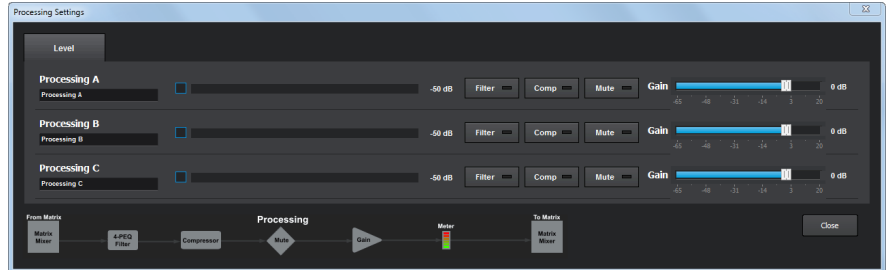 Processing Settings
Level
Processing A
Processing A
-50 dB
Filter
Comp
Mute
Gain
0 dB
-65 -48 -31 -14 3 20
Processing B
Processing B
-50 dB
Filter
Comp
Mute
Gain
0 dB
-65 -48 -31 -14 3 20
Processing C
Processing C
-50 dB
Filter
Comp
Mute
Gain
0 dB
-65 -48 -31 -14 3 20
From Matrix
Matrix
Mixer
4-PEQ
Filter
Compressor
Processing
Mute
Gain
Meter
To Matrix
Matrix
Mixer
Close